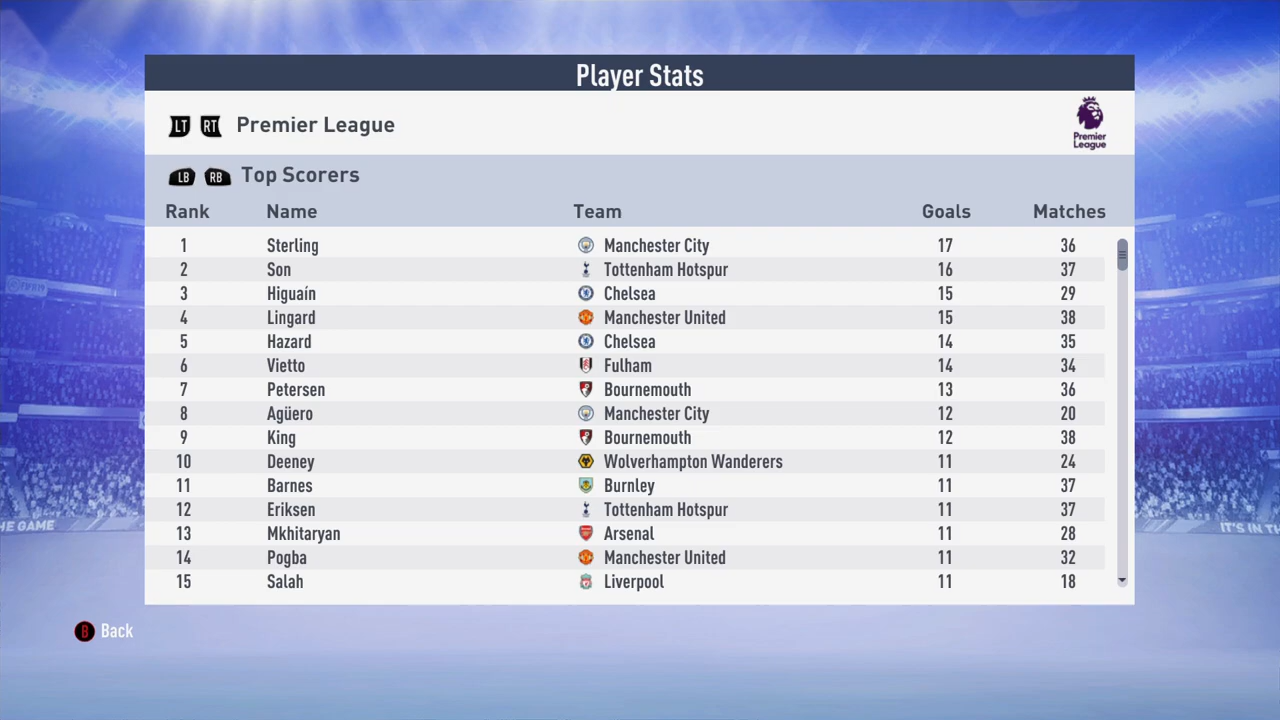 Player Stats
LT RT Premier League
Premier League
LB RB Top Scorers
Rank Name Team Goals Matches
1 Sterling Manchester City 17 36
2 Son Tottenham Hotspur 16 37
3 Higuaín Chelsea 15 29
4 Lingard Manchester United 15 38
5 Hazard Chelsea 14 35
6 Vietto Fulham 14 34
7 Petersen Bournemouth 13 36
8 Agüero Manchester City 12 20
9 King Bournemouth 12 38
10 Deeney Wolverhampton Wanderers 11 24
11 Barnes Burnley 11 37
12 Eriksen Tottenham Hotspur 11 37
13 Mkhitaryan Arsenal 11 28
14 Pogba Manchester United 11 32
15 Salah Liverpool 11 18
HE GAME
IT'S IN T
B Back